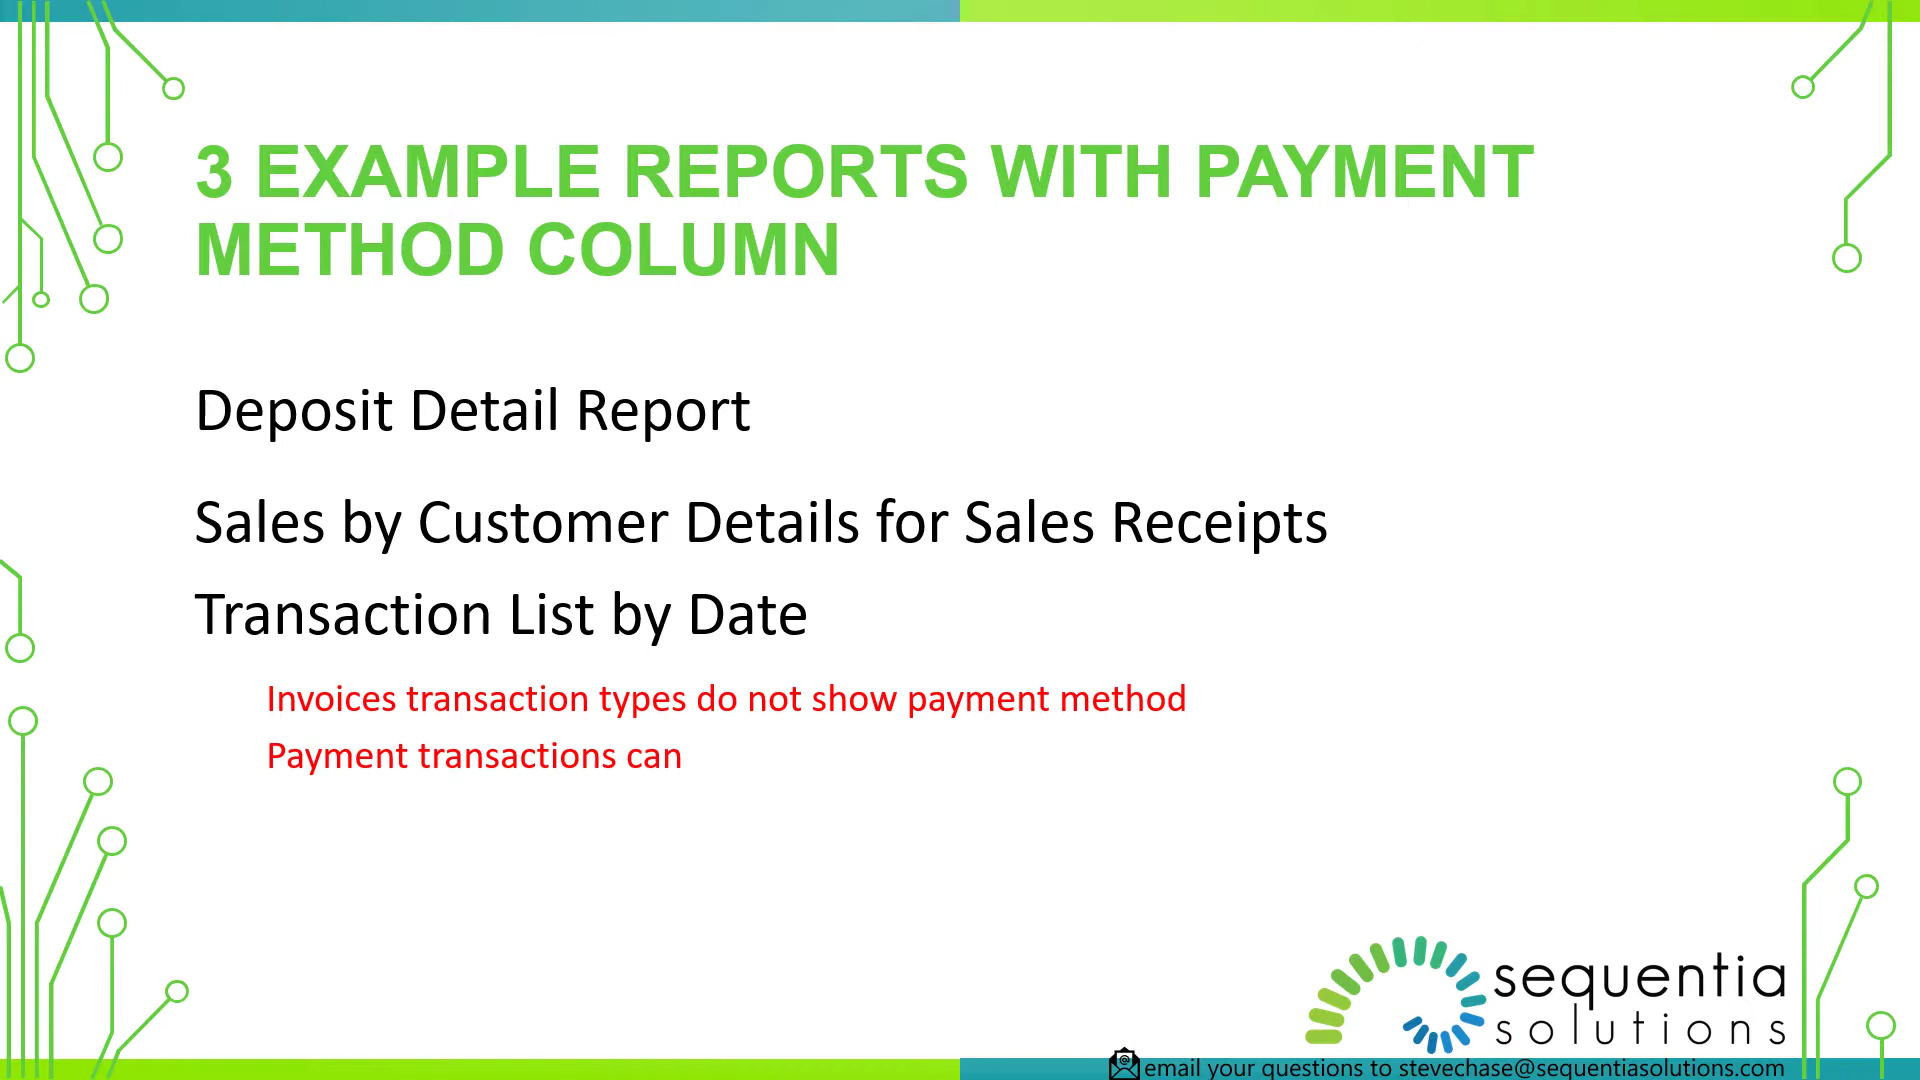 3 EXAMPLE REPORTS WITH PAYMENT
METHOD COLUMN
Deposit Detail Report
Sales by Customer Details for Sales Receipts
Transaction List by Date
Invoices transaction types do not show payment method
Payment transactions can
sequentia
solutions
email your questions to stevechase@sequentiasolutions.com